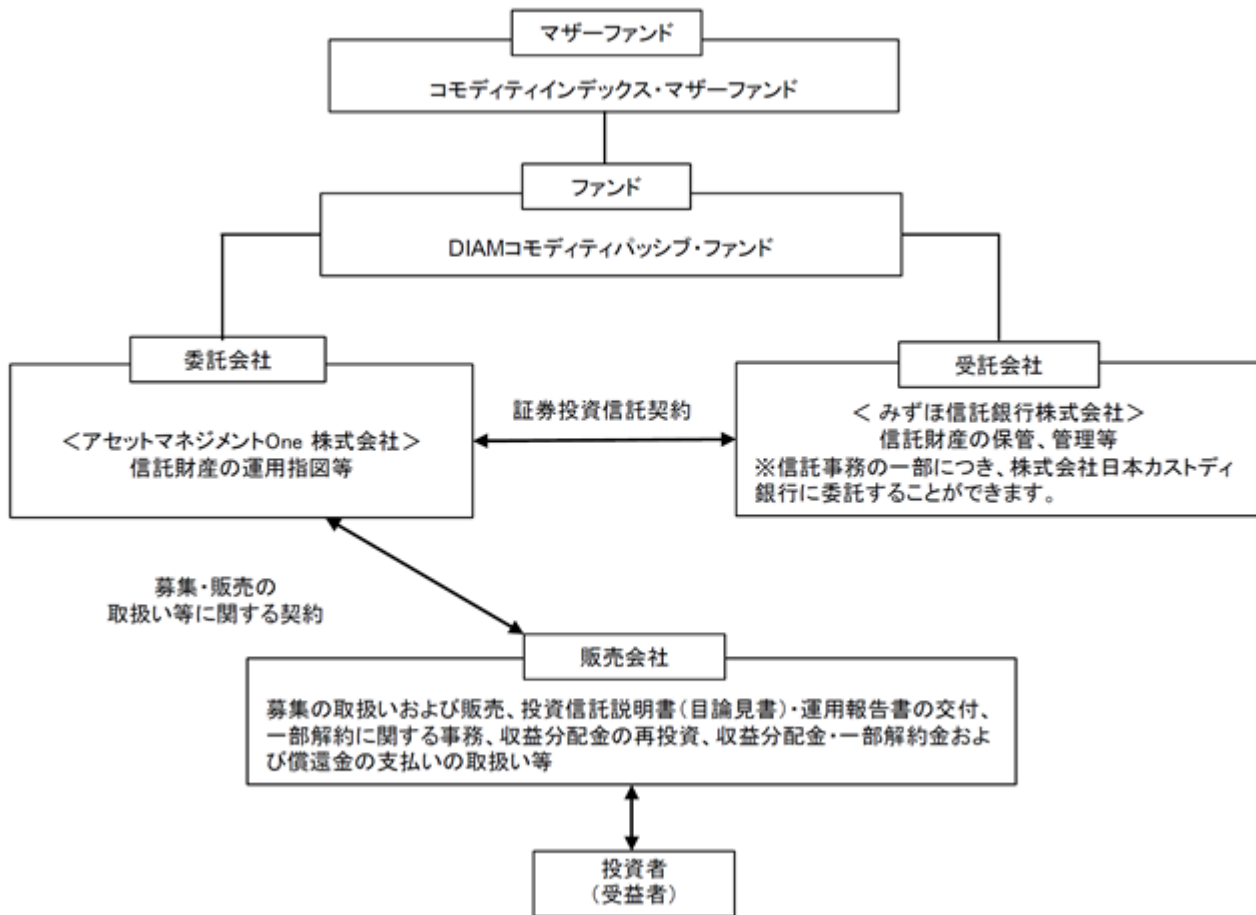 マザーファンド
コモディティインデックス・マザーファンド
ファンド
DIAMコモディティパッシブ・ファンド
委託会社
＜アセットマネジメントOne 株式会社＞
信託財産の運用指図等
証券投資信託契約
受託会社
＜ みずほ信託銀行株式会社＞
信託財産の保管、管理等
※信託事務の一部につき、株式会社日本カストディ
銀行に委託することができます。
募集・販売の
取扱い等に関する契約
販売会社
募集の取扱いおよび販売、投資信託説明書（目論見書）・運用報告書の交付、
一部解約に関する事務、収益分配金の再投資、収益分配金・一部解約金およ
び償還金の支払いの取扱い等
投資者
（受益者）